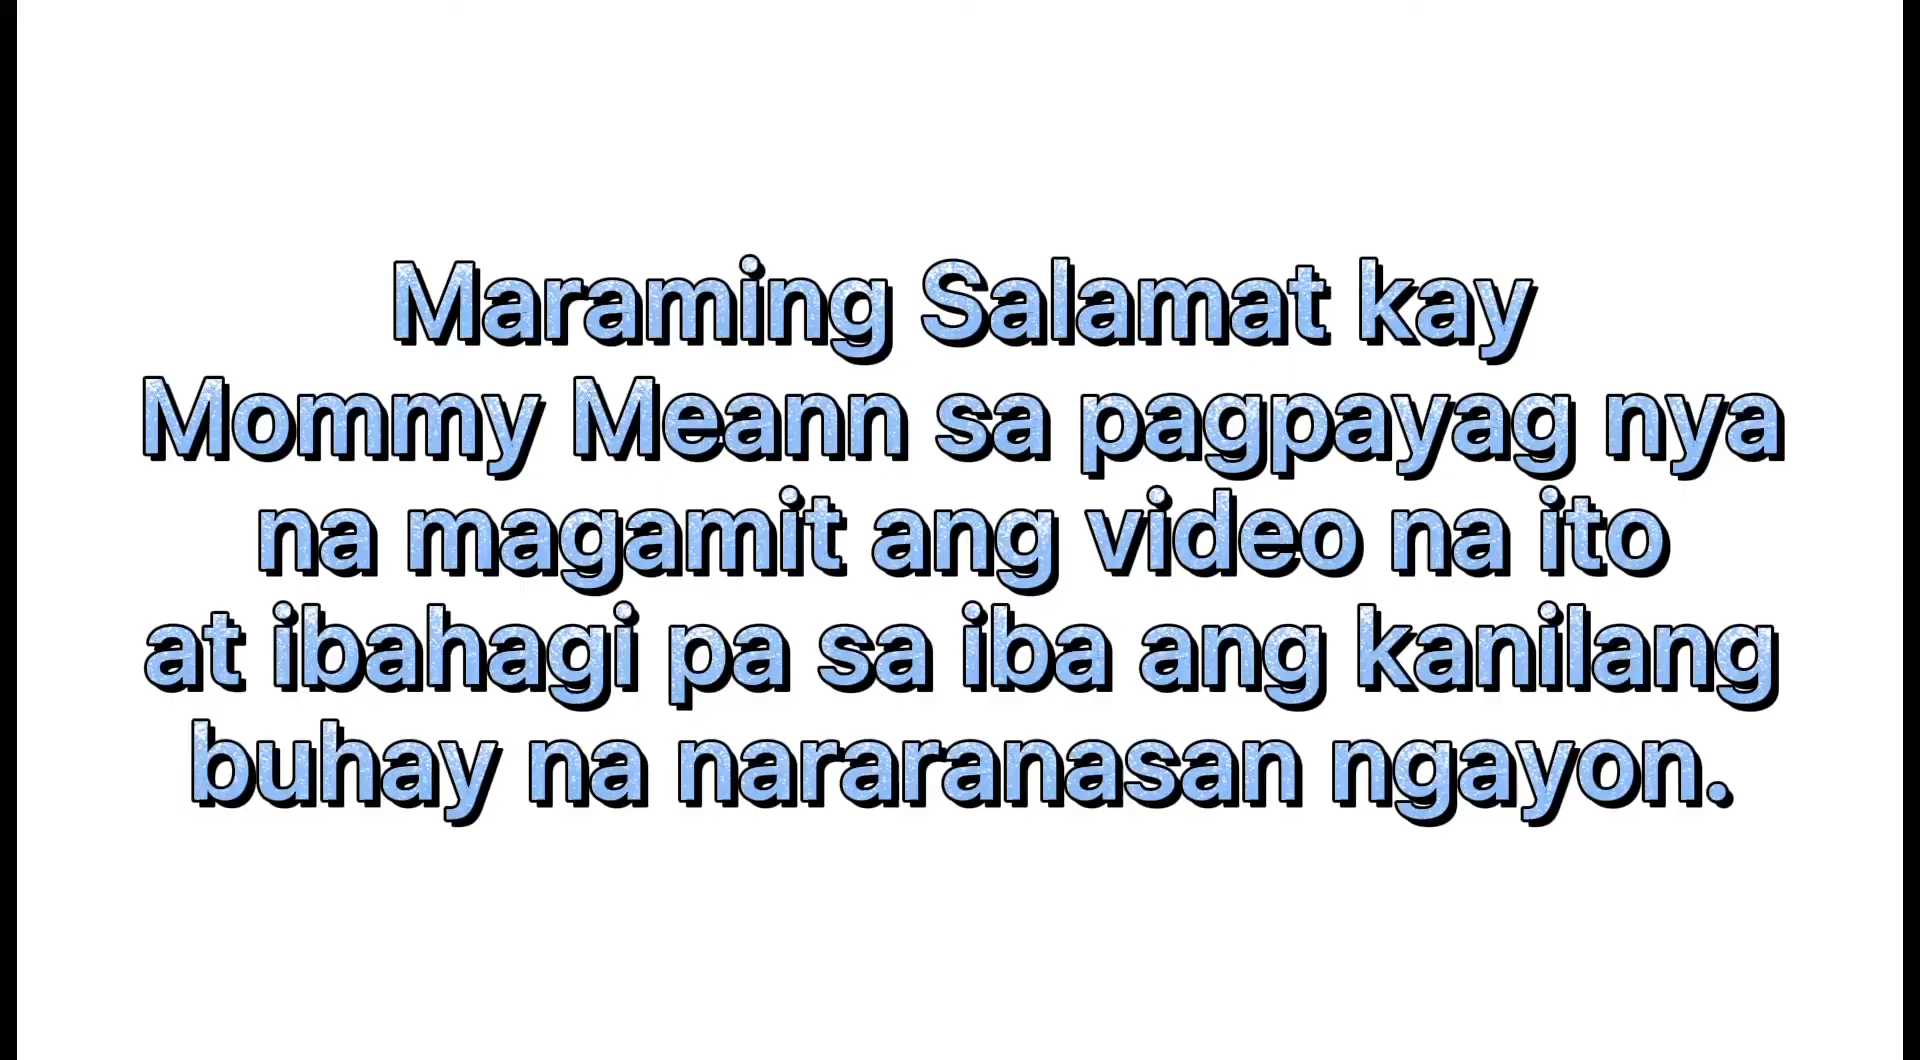 Maraming Salamat kay
Mommy Meann sa pagpayag nya
na magamit ang video na ito
at ibahagi pa sa iba ang kanilang
buhay na nararanasan ngayon.